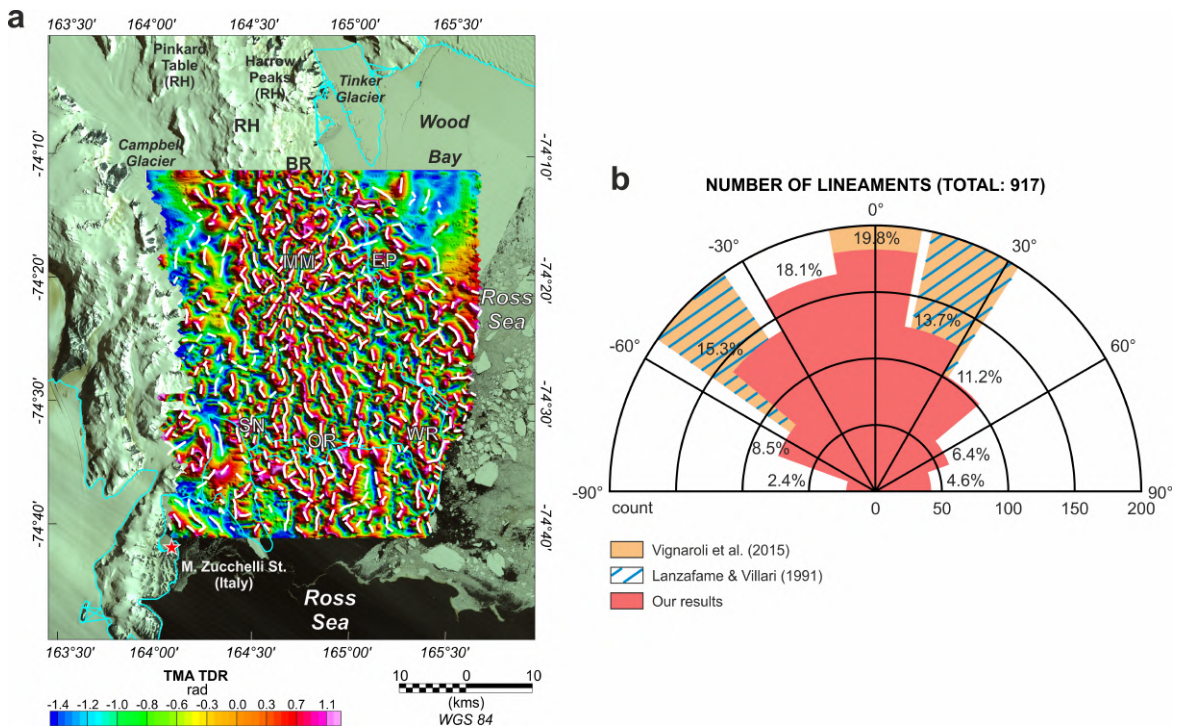 a
163°30' 164°00' 164°30' 165°00' 165°30'
Pinkard
Table
(RH)
Harrow
Peaks
(RH)
Tinker
Glacier
RH
Wood
Bay
Campbell
Glacier
BR
-74°10' -74°10'
MM EP
-74°20' -74°20'
Ross
Sea
-74°30' -74°30'
SN OR WR
-74°40' -74°40'
M. Zucchelli St.
(Italy)
Ross
Sea
163°30' 164°00' 164°30' 165°00' 165°30'
TMA TDR
rad
-1.4 -1.1 -1.0 -0.8 -0.6 -0.3 0.0 0.3 0.7 1.1
10 0 10
(kms)
WGS 84
b
NUMBER OF LINEAMENTS (TOTAL: 917)
0°
-30° 30°
-60° 60°
-90° 90°
19.8%
18.1%
13.7%
15.3%
11.2%
8.5%
6.4%
2.4%
4.6%
count 0 50 100 150 200
Vignaroli et al. (2015)
Lanzafame & Villari (1991)
Our results